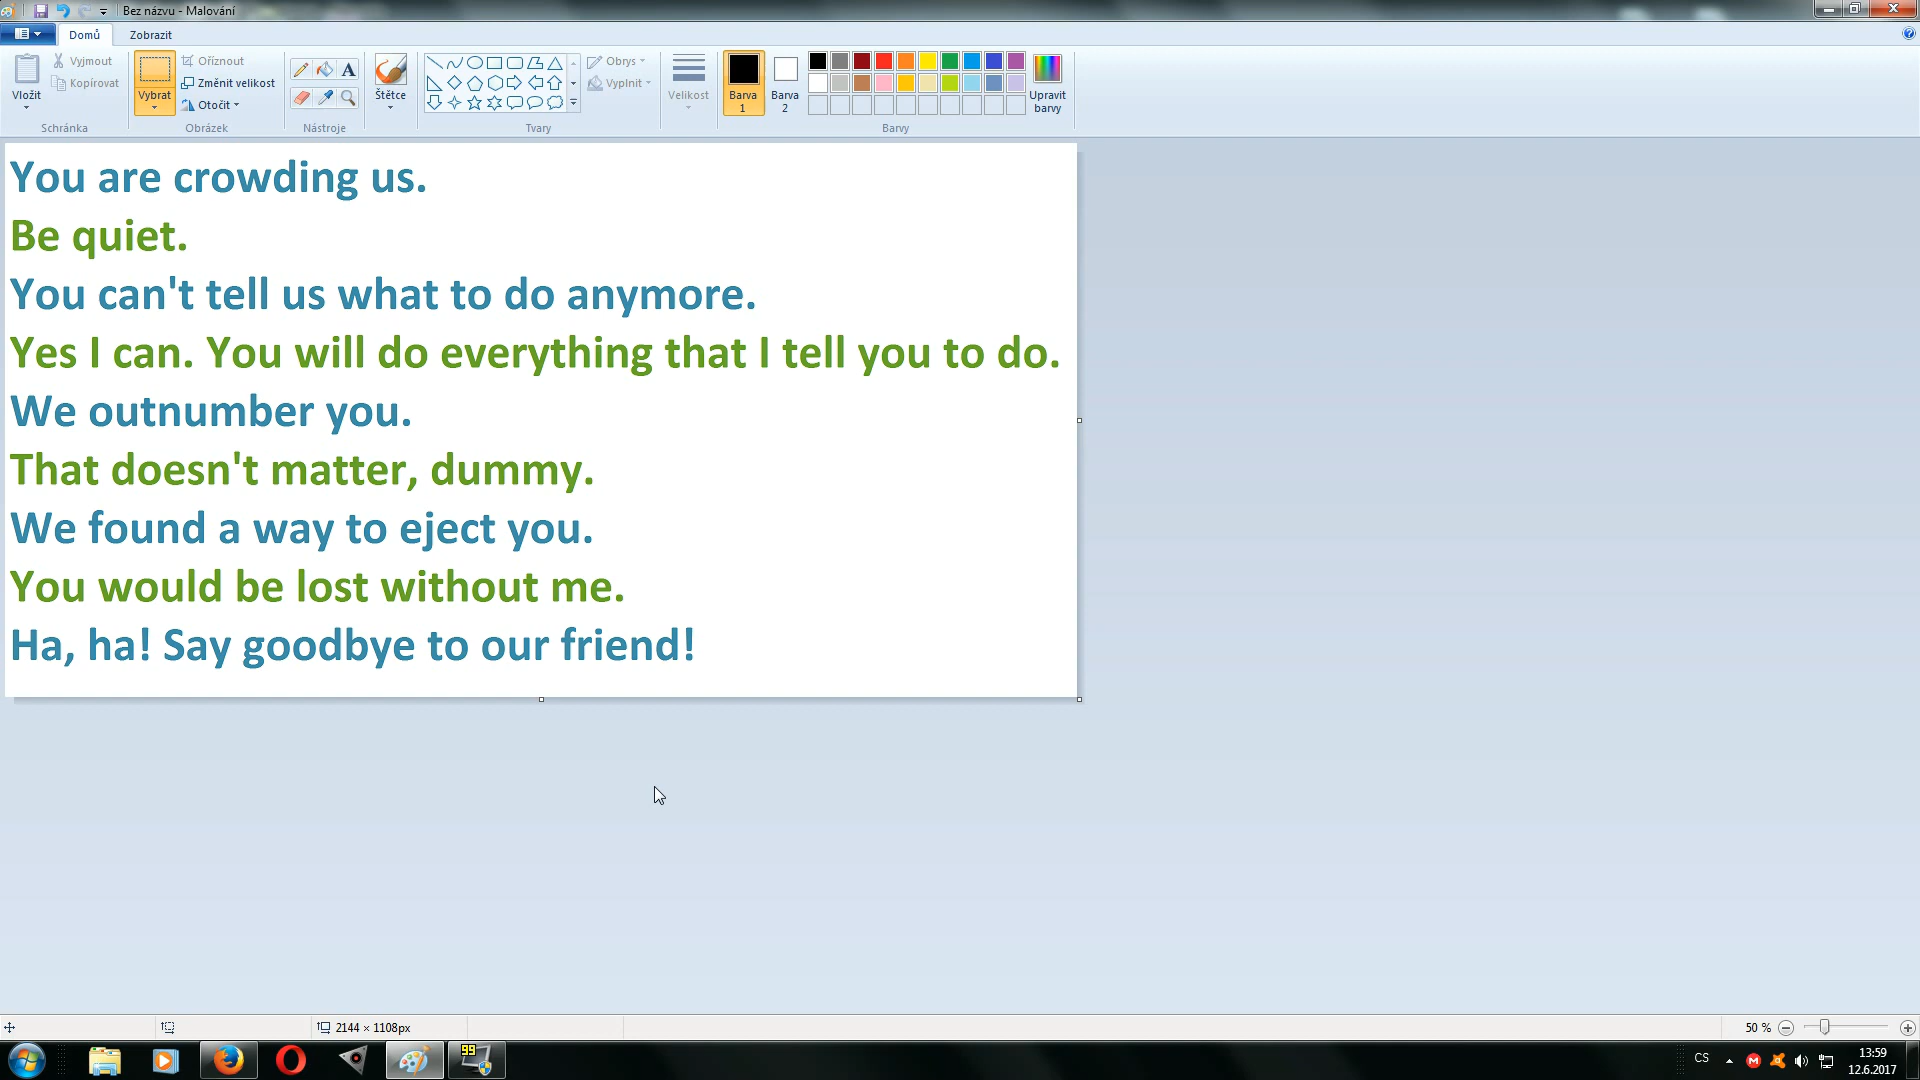 Bez názvu - Malování
Domů Zobrazit
Vložit
Vyjmout
Kopírovat
Schránka
Vybrat
Oříznout
Změnit velikost
Otočit
Obrázek
A
Nástroje
Štětce
Tvary
Obrys
Vyplnit
Velikost
Barva 1
Barva 2
Upravit barvy
Barvy
You are crowding us.
Be quiet.
You can't tell us what to do anymore.
Yes I can. You will do everything that I tell you to do.
We outnumber you.
That doesn't matter, dummy.
We found a way to eject you.
You would be lost without me.
Ha, ha! Say goodbye to our friend!
2144 × 1108px
50 %
99
CS
13:59
12.6.2017